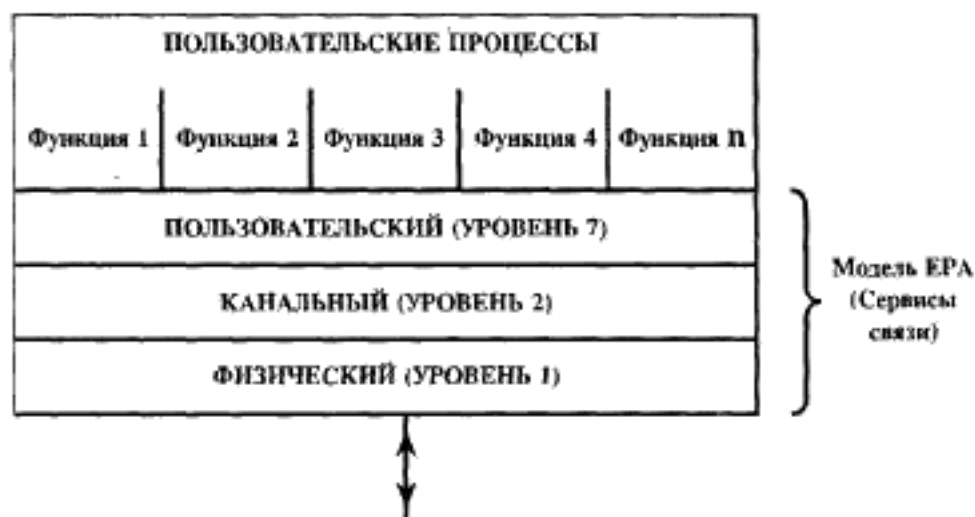 ПОЛЬЗОВАТЕЛЬСКИЕ ПРОЦЕССЫ
Функция 1 Функция 2 Функция 3 Функция 4 Функция n
ПОЛЬЗОВАТЕЛЬСКИЙ (УРОВЕНЬ 7)
КАНАЛЬНЫЙ (УРОВЕНЬ 2)
ФИЗИЧЕСКИЙ (УРОВЕНЬ 1)
Модель EPA
(Сервисы
связи)